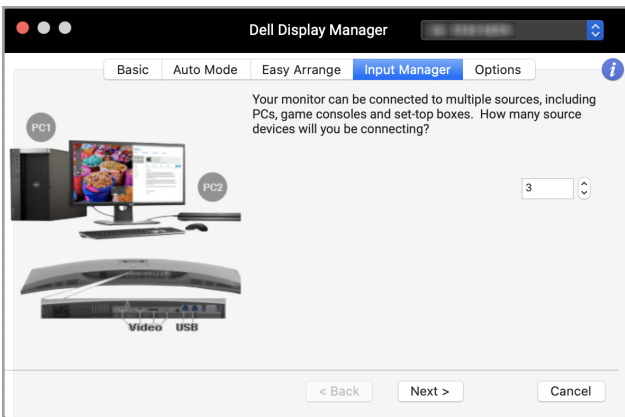 Dell Display Manager
Basic Auto Mode Easy Arrange Input Manager Options
i
Your monitor can be connected to multiple sources, including
PCs, game consoles and set-top boxes. How many source
devices will you be connecting?
PC1
3
PC2
Video USB
< Back Next > Cancel